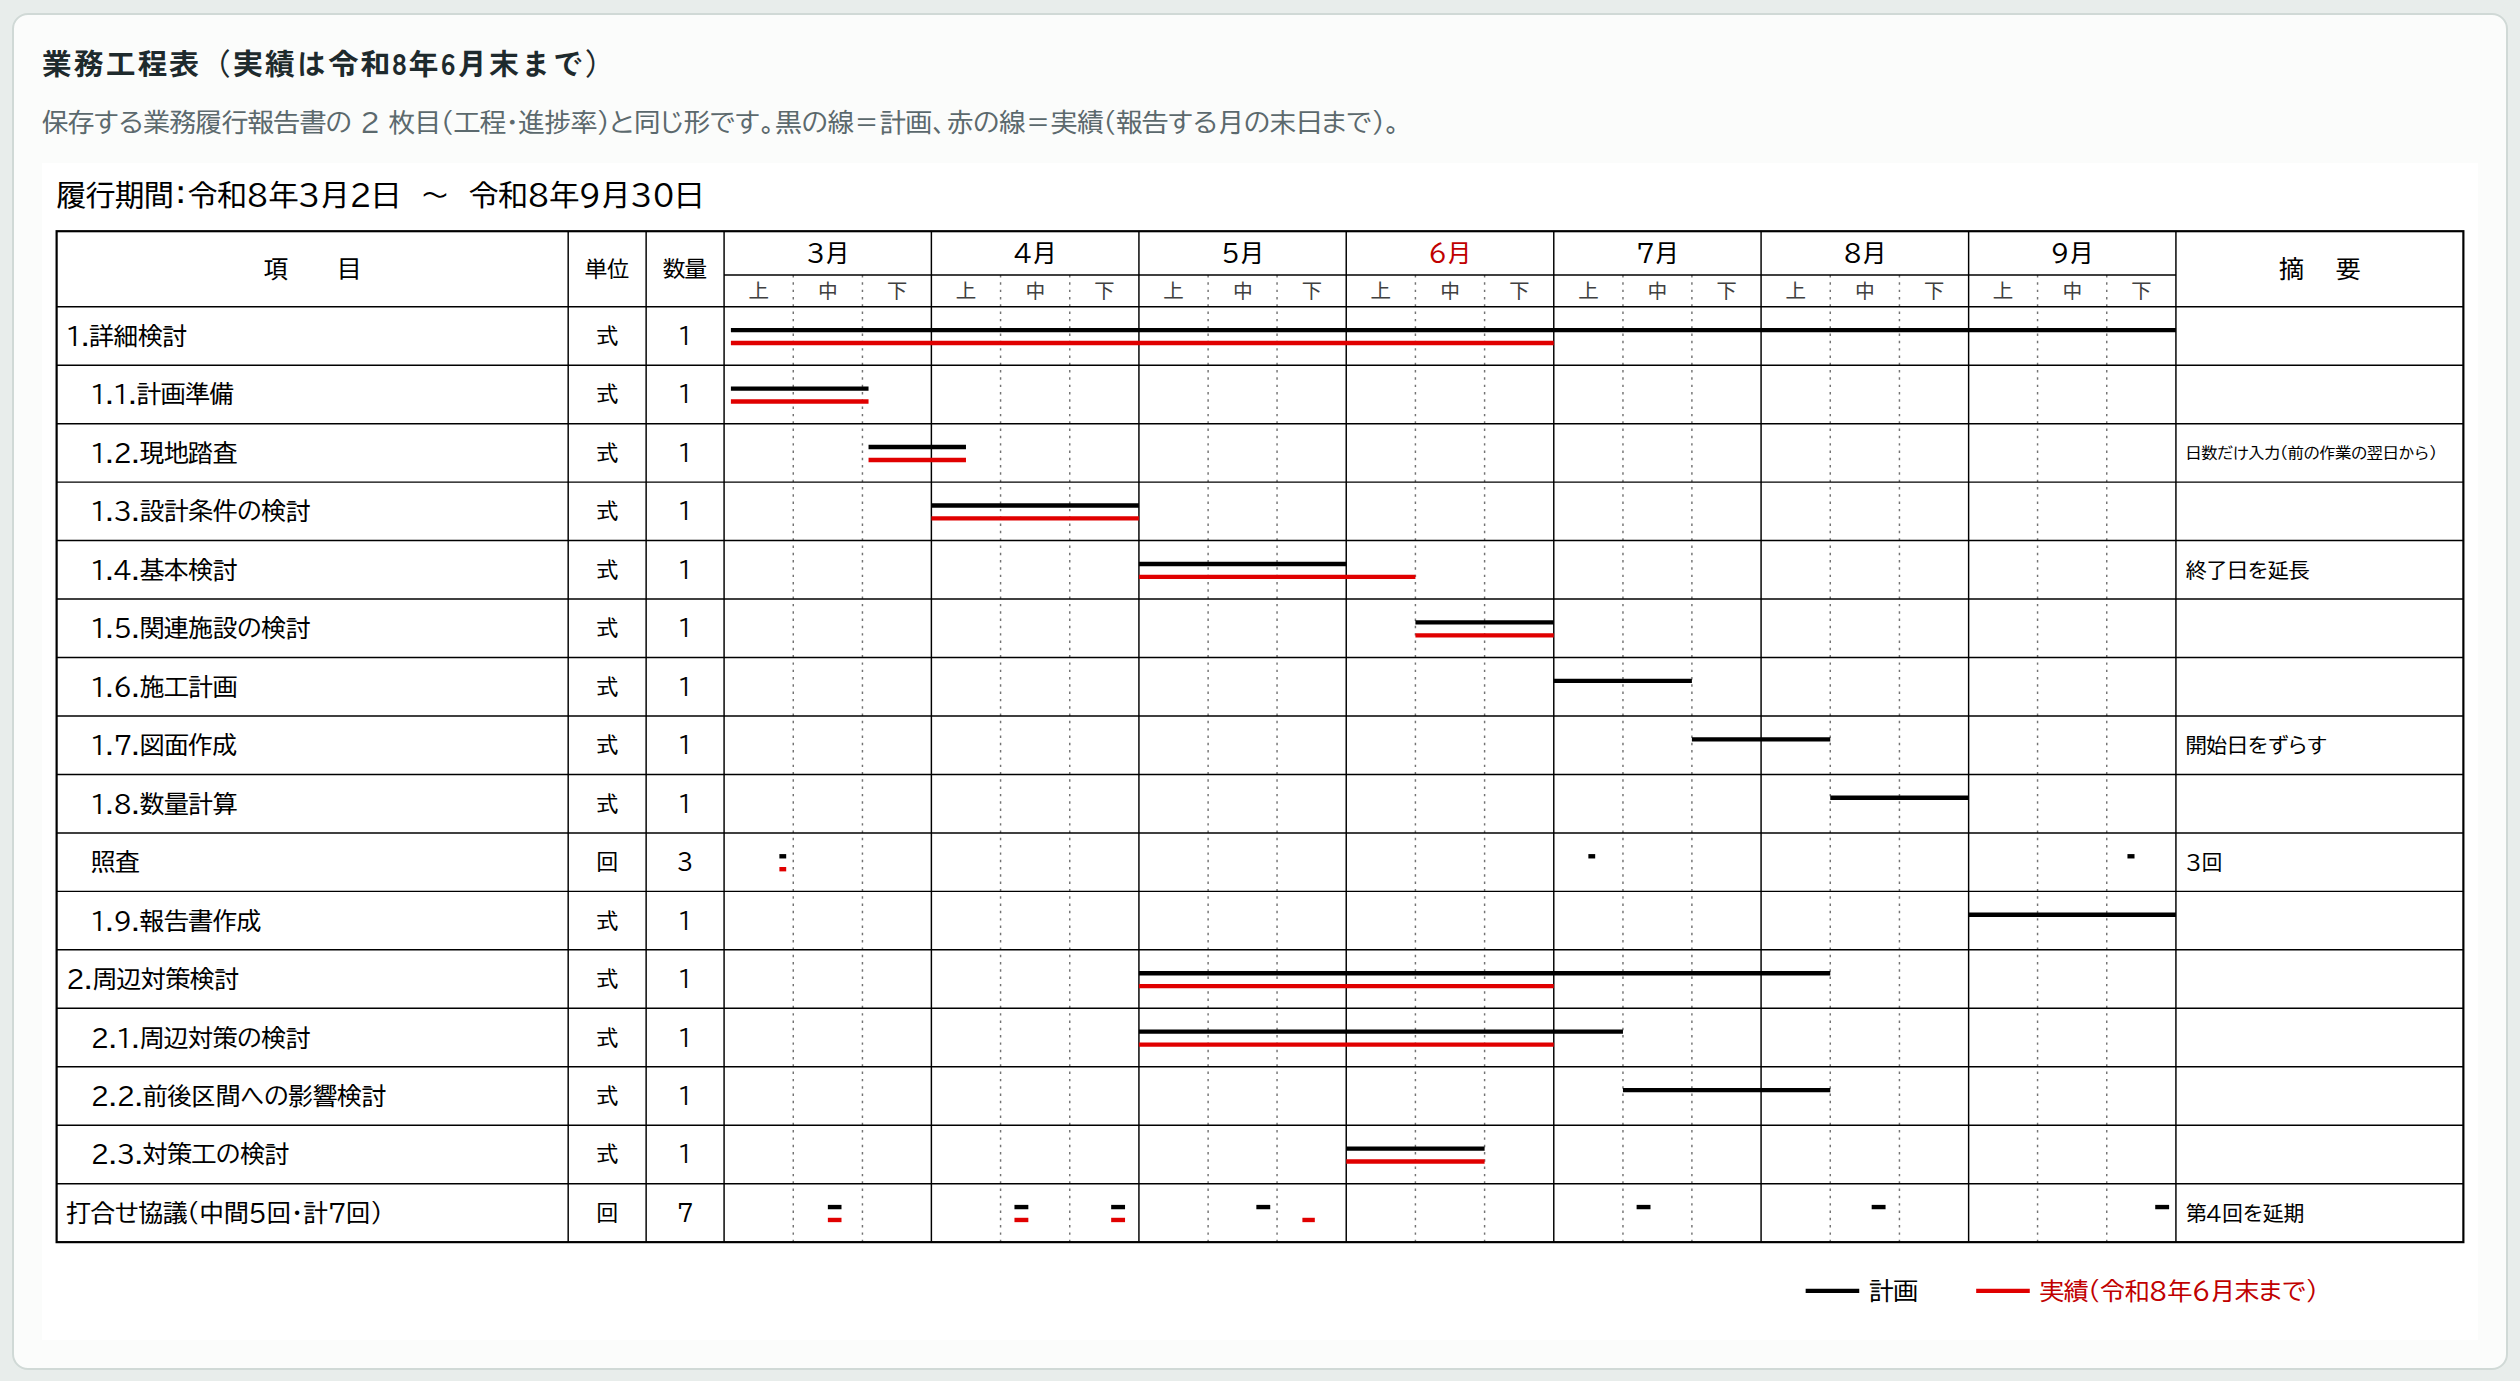 業務工程表（実績は令和8年6月末まで）
保存する業務履行報告書の 2 枚目（工程・進捗率）と同じ形です。黒の線＝計画、赤の線＝実績（報告する月の末日まで）。
履行期間：令和8年3月2日 ～ 令和8年9月30日
項 目 単位 数量 3月 4月 5月 6月 7月 8月 9月 摘 要
上 中 下 上 中 下 上 中 下 上 中 下 上 中 下 上 中 下 上 中 下
1.詳細検討 式 1
1.1.計画準備 式 1
1.2.現地踏査 式 1 日数だけ入力（前の作業の翌日から）
1.3.設計条件の検討 式 1
1.4.基本検討 式 1 終了日を延長
1.5.関連施設の検討 式 1
1.6.施工計画 式 1
1.7.図面作成 式 1 開始日をずらす
1.8.数量計算 式 1
照査 回 3 3回
1.9.報告書作成 式 1
2.周辺対策検討 式 1
2.1.周辺対策の検討 式 1
2.2.前後区間への影響検討 式 1
2.3.対策工の検討 式 1
打合せ協議（中間5回・計7回） 回 7 第4回を延期
計画 実績（令和8年6月末まで）